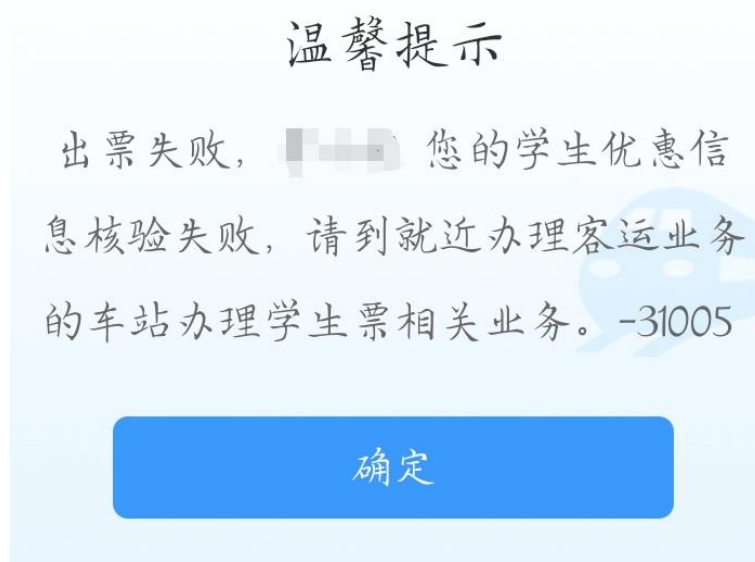 温馨提示
出票失败， 您的学生优惠信
息核验失败，请到就近办理客运业务
的车站办理学生票相关业务。-31005
确定